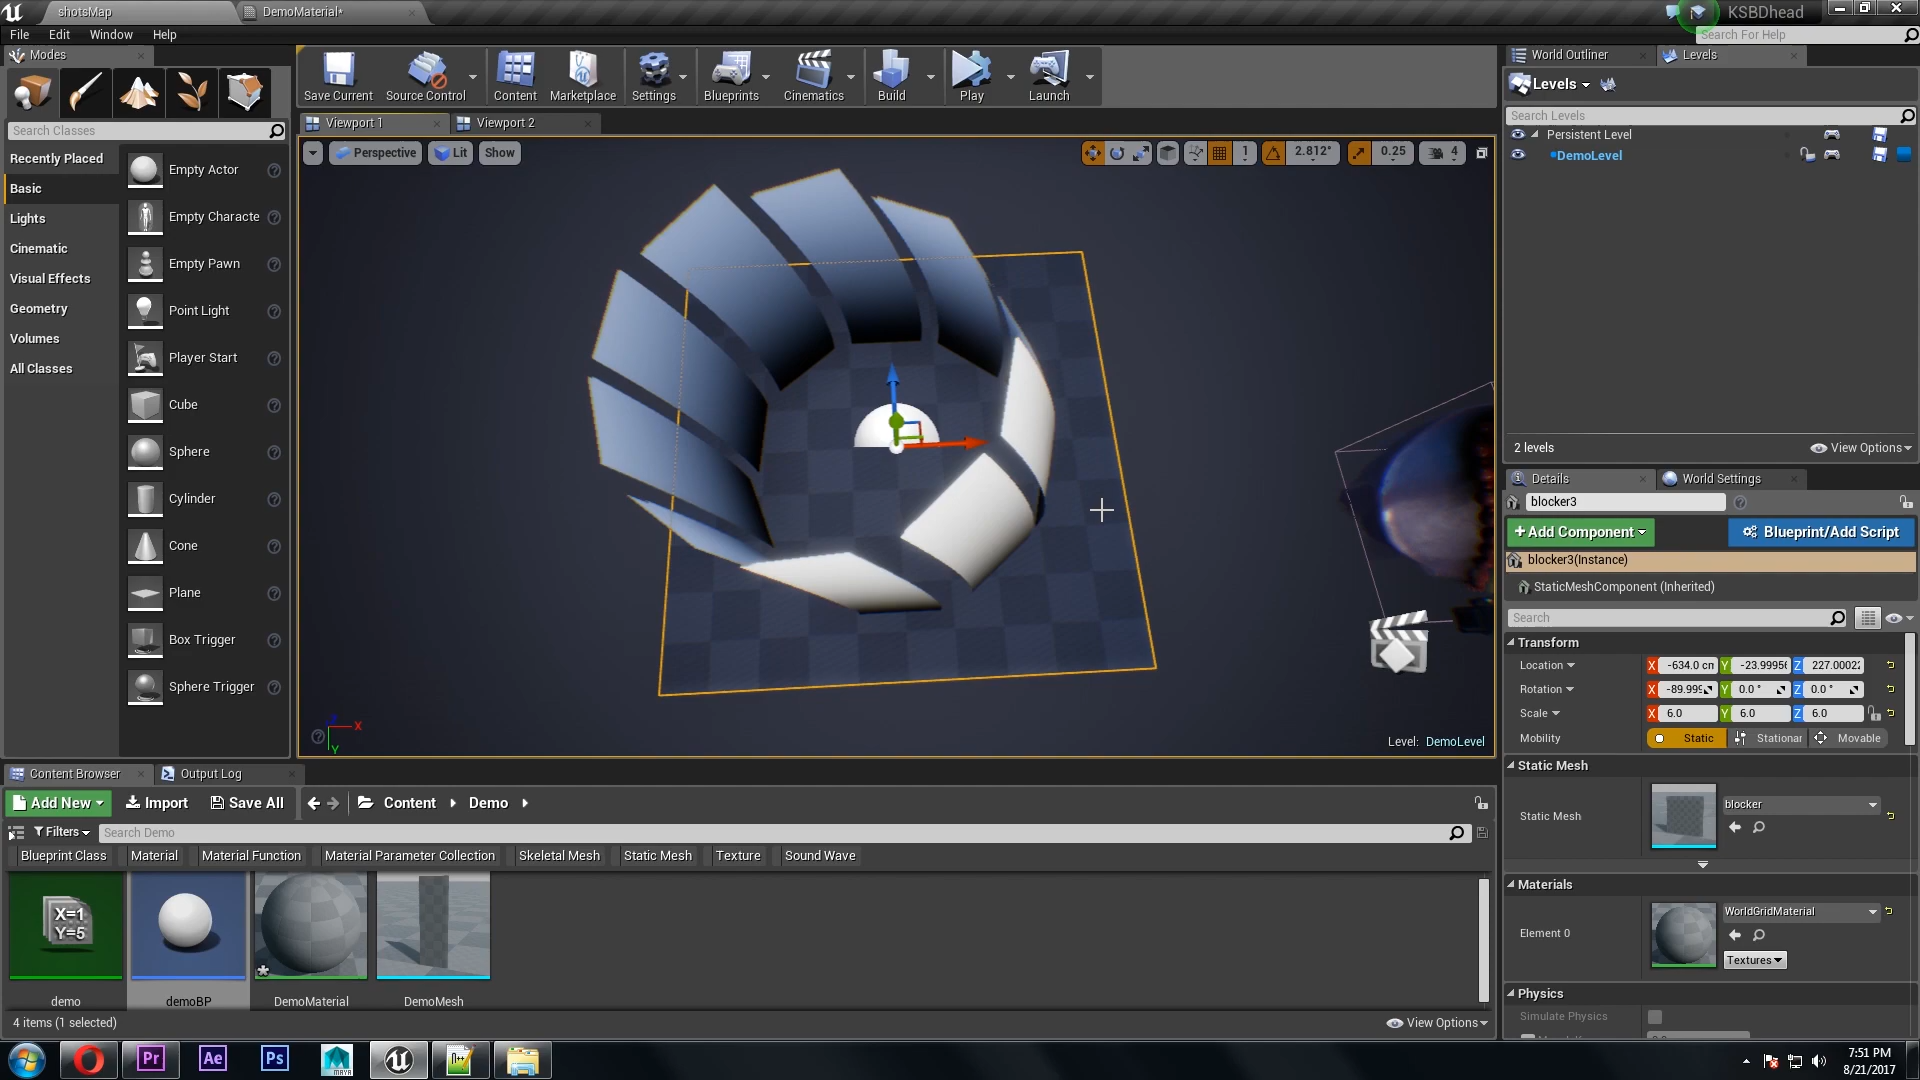 shotsMap
DemoMaterial*
KSBDhead
File Edit Window Help
Search For Help
Modes
Search Classes
Recently Placed
Basic
Lights
Cinematic
Visual Effects
Geometry
Volumes
All Classes
Empty Actor
Empty Characte
Empty Pawn
Point Light
Player Start
Cube
Sphere
Cylinder
Cone
Plane
Box Trigger
Sphere Trigger
Save Current
Source Control
Content
Marketplace
Settings
Blueprints
Cinematics
Build
Play
Launch
Viewport 1
Viewport 2
Perspective
Lit
Show
1
2.812°
0.25
4
X
Y
Level: DemoLevel
World Outliner
Levels
Levels
Search Levels
Persistent Level
DemoLevel
2 levels
View Options
Details
World Settings
blocker3
+Add Component
Blueprint/Add Script
blocker3(Instance)
StaticMeshComponent (Inherited)
Search
Transform
Location X -634.0 cm Y -23.9995 Z 227.0002
Rotation X -89.999 Y 0.0 ° Z 0.0 °
Scale X 6.0 Y 6.0 Z 6.0
Mobility Static Stationar Movable
Static Mesh
Static Mesh
blocker
Materials
Element 0
WorldGridMaterial
Textures
Physics
Simulate Physics
Content Browser
Output Log
Add New
Import
Save All
Content
Demo
Filters
Search Demo
Blueprint Class
Material
Material Function
Material Parameter Collection
Skeletal Mesh
Static Mesh
Texture
Sound Wave
X=1
Y=5
demo
demoBP
DemoMaterial
DemoMesh
4 items (1 selected)
View Options
Pr
Ae
Ps
MAYA
7:51 PM
8/21/2017